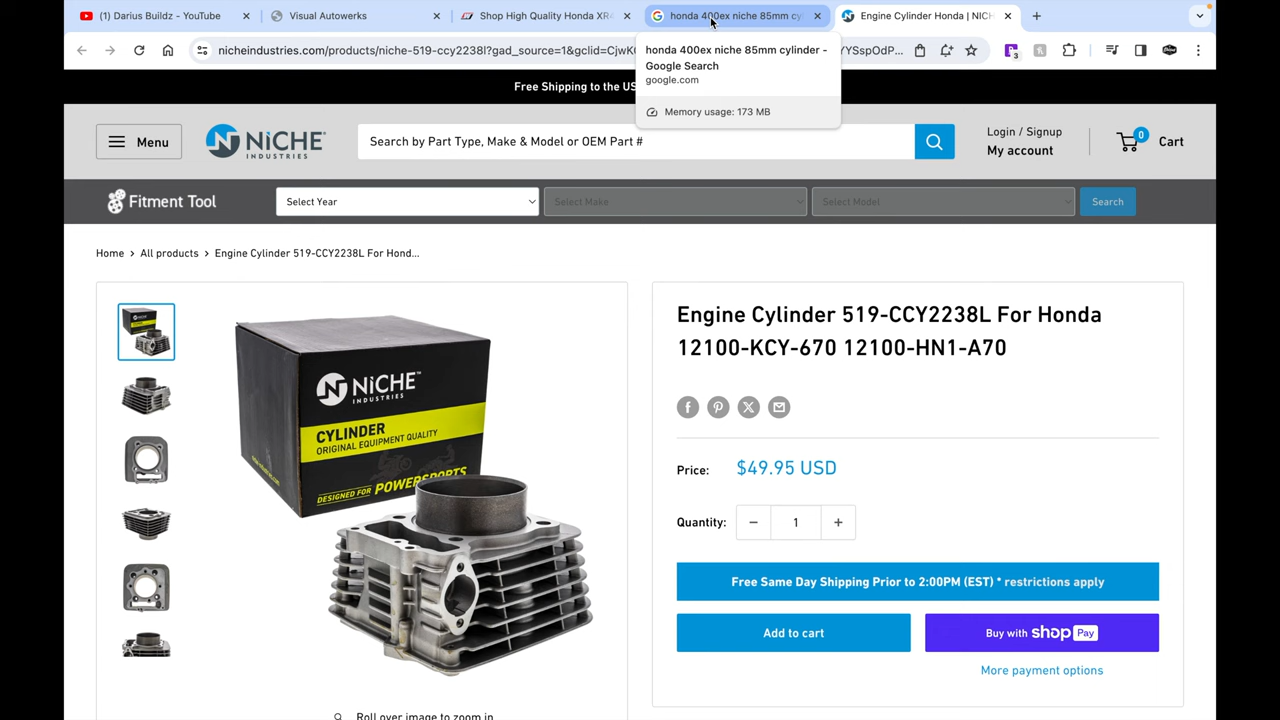 (1) Darius Buildz - YouTube
Visual Autowerks
Shop High Quality Honda XR4
honda 400ex niche 85mm cy
Engine Cylinder Honda | NICH
nicheindustries.com/products/niche-519-ccy2238l?gad_source=1&gclid=CjwK
YYSspOdP...
3
honda 400ex niche 85mm cylinder -
Google Search
google.com
Memory usage: 173 MB
Free Shipping to the US
Menu
NiCHE
INDUSTRIES
Search by Part Type, Make & Model or OEM Part #
Login / Signup
My account
0
Cart
Fitment Tool
Select Year
Select Make
Select Model
Search
Home > All products > Engine Cylinder 519-CCY2238L For Hond...
NiCHE
INDUSTRIES
CYLINDER
ORIGINAL EQUIPMENT QUALITY
DESIGNED FOR POWERSPORTS
Engine Cylinder 519-CCY2238L For Honda
12100-KCY-670 12100-HN1-A70
Price: $49.95 USD
Quantity: − 1 +
Free Same Day Shipping Prior to 2:00PM (EST) * restrictions apply
Add to cart
Buy with shop Pay
More payment options
Roll over image to zoom in